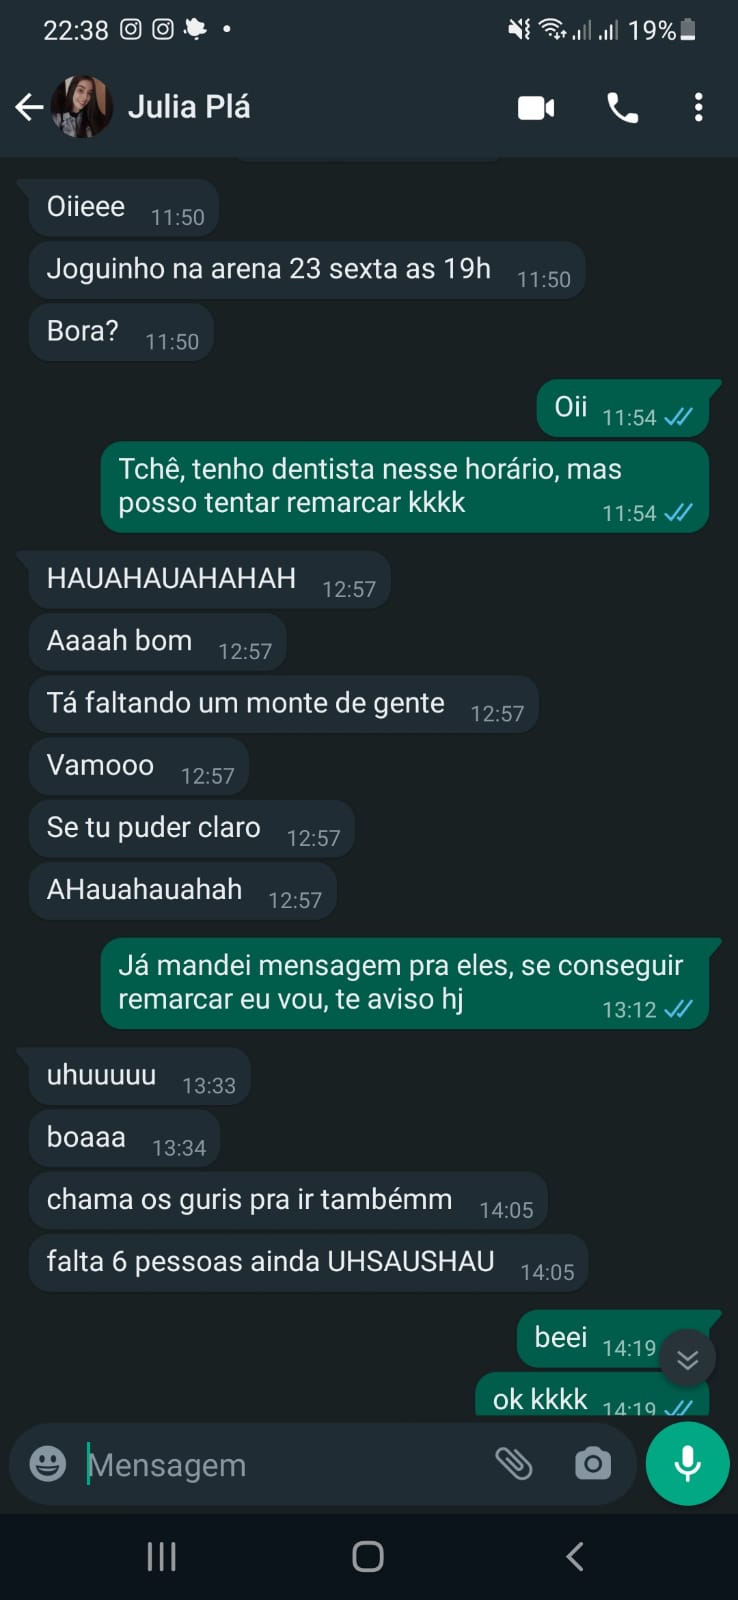 22:38
19%
Julia Plá
Oiieee 11:50
Joguinho na arena 23 sexta as 19h 11:50
Bora? 11:50
Oii 11:54
Tchê, tenho dentista nesse horário, mas
posso tentar remarcar kkkk 11:54
HAUAHAUAHAHAH 12:57
Aaaah bom 12:57
Tá faltando um monte de gente 12:57
Vamooo 12:57
Se tu puder claro 12:57
AHauahauahah 12:57
Já mandei mensagem pra eles, se conseguir
remarcar eu vou, te aviso hj 13:12
uhuuuuu 13:33
boaaa 13:34
chama os guris pra ir tambémm 14:05
falta 6 pessoas ainda UHSAUSHAU 14:05
beei 14:19
ok kkkk 14:19
Mensagem